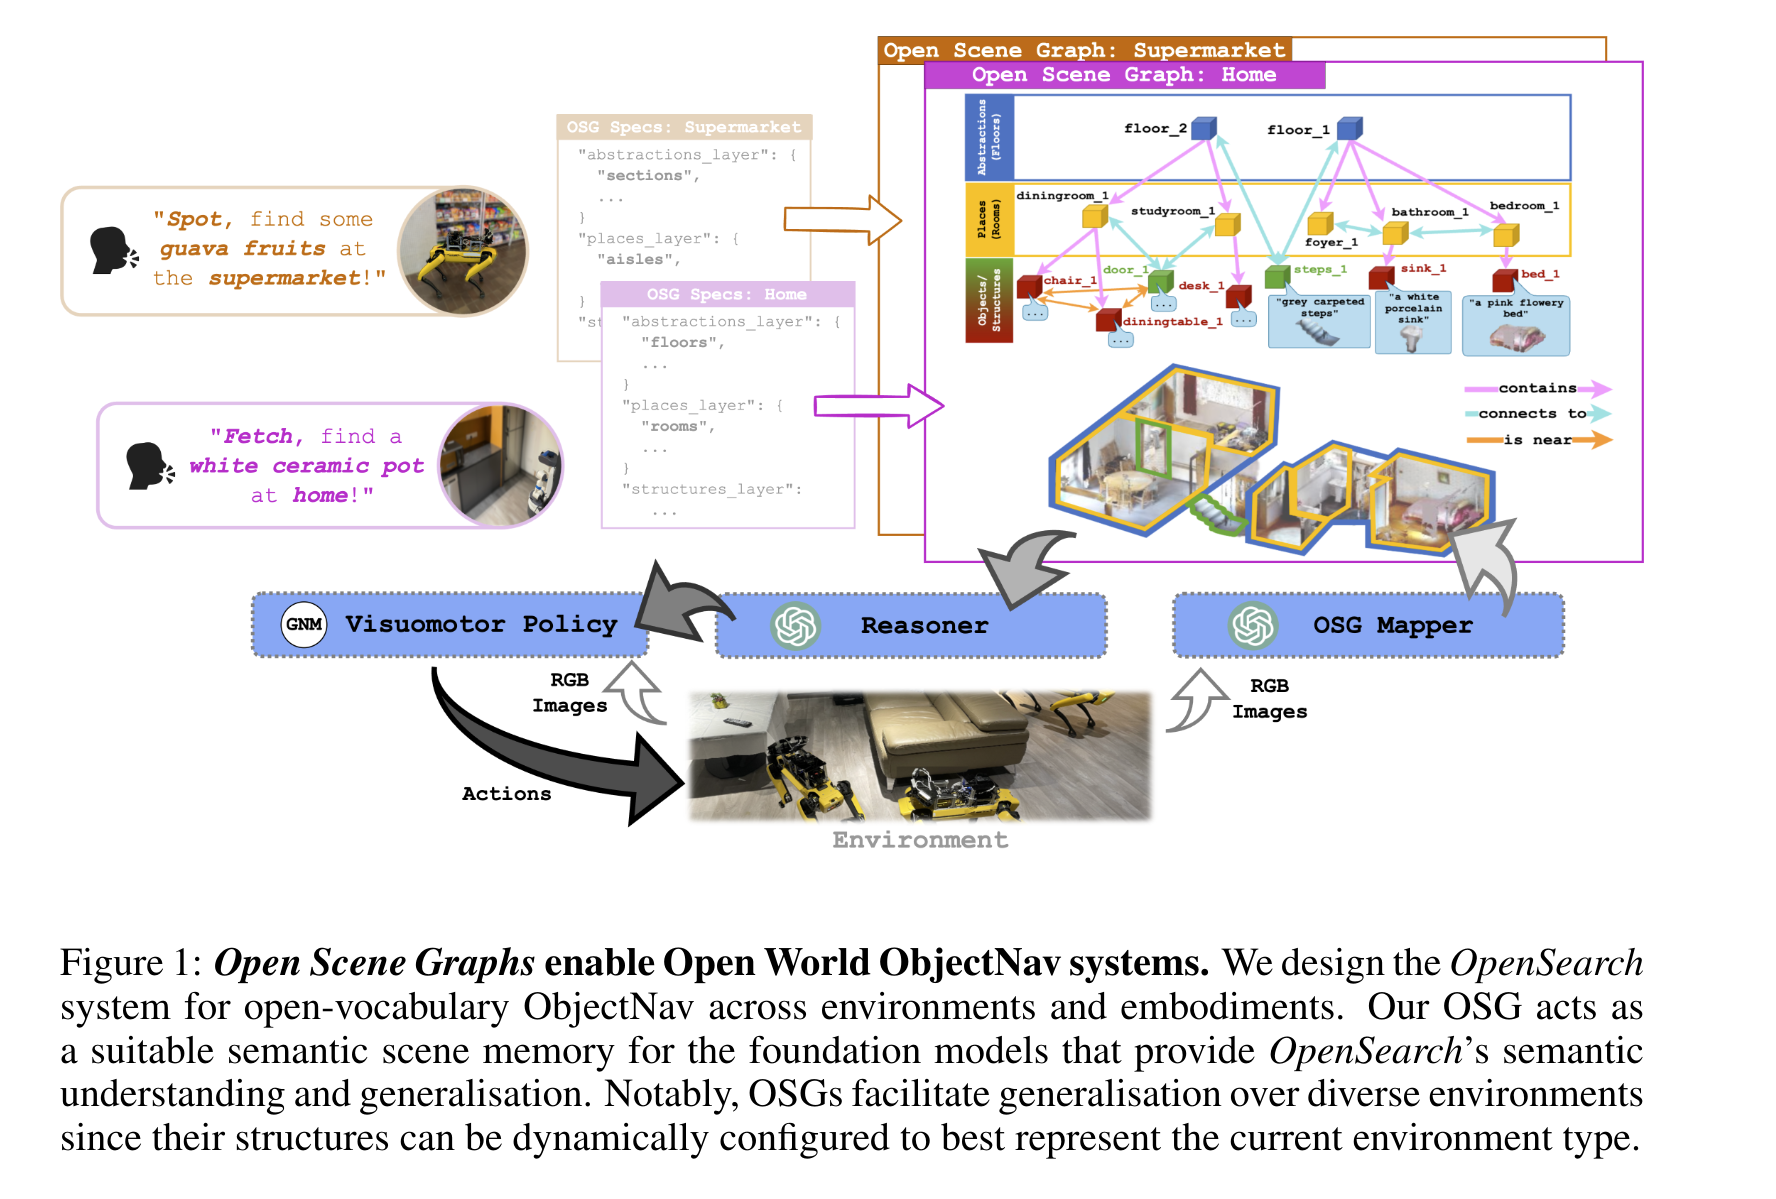 Open Scene Graph: Supermarket
Open Scene Graph: Home
OSG Specs: Supermarket
"abstractions_layer": {
"sections",
...
}
"places_layer": {
"aisles",
}
"st
OSG Specs: Home
"abstractions_layer": {
"floors",
...
}
"places_layer": {
"rooms",
...
}
"structures_layer":
...
"Spot, find some
guava fruits at
the supermarket!"
"Fetch, find a
white ceramic pot
at home!"
Abstractions
(Floors)
floor_2
floor_1
Places
(Rooms)
diningroom_1
studyroom_1
foyer_1
bathroom_1
bedroom_1
Objects/
Structures
chair_1
door_1
desk_1
diningtable_1
steps_1
sink_1
bed_1
...
...
...
...
"grey carpeted
steps"
"a white
porcelain
sink"
"a pink flowery
bed"
contains
connects to
is near
GNM
Visuomotor Policy
Reasoner
OSG Mapper
RGB
Images
RGB
Images
Actions
Environment
Figure 1: Open Scene Graphs enable Open World ObjectNav systems. We design the OpenSearch
system for open-vocabulary ObjectNav across environments and embodiments. Our OSG acts as
a suitable semantic scene memory for the foundation models that provide OpenSearch's semantic
understanding and generalisation. Notably, OSGs facilitate generalisation over diverse environments
since their structures can be dynamically configured to best represent the current environment type.